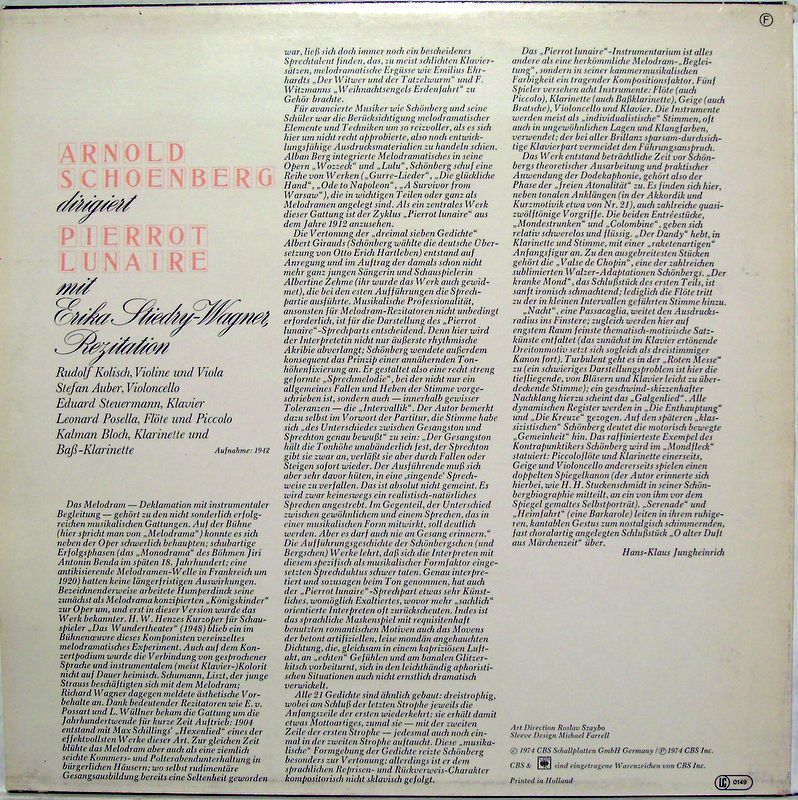 F
ARNOLD
SCHOENBERG
dirigiert
PIERROT
LUNAIRE
mit
Erika Stiedry-Wagner,
Rezitation
Rudolf Kolisch, Violine und Viola
Stefan Auber, Violoncello
Eduard Steuermann, Klavier
Leonard Posella, Flöte und Piccolo
Kalman Bloch, Klarinette und
Baß-Klarinette
Aufnahme: 1942
Das Melodram — Deklamation mit instrumentaler
Begleitung — gehört zu den nicht sonderlich erfolg-
reichen musikalischen Gattungen. Auf der Bühne
(hier spricht man von „Melodrama") konnte es sich
neben der Oper schwerlich behaupten; schubartige
Erfolgsphasen (das „Monodrama" des Böhmen Jiri
Antonin Benda im späten 18. Jahrhundert; eine
antikisierende Melodramen-Welle in Frankreich um
1920) hatten keine längerfristigen Auswirkungen.
Bezeichnenderweise arbeitete Humperdinck seine
zunächst als Melodrama konzipierten „Königskinder"
zur Oper um, und erst in dieser Version wurde das
Werk bekannter. H. W. Henzes Kurzoper für Schau-
spieler „Das Wundertheater" (1948) blieb ein im
Bühnenœuvre dieses Komponisten vereinzeltes
melodramatisches Experiment. Auch auf dem Kon-
zertpodium wurde die Verbindung von gesprochener
Sprache und instrumentalem (meist Klavier-)Kolorit
nicht auf Dauer heimisch. Schumann, Liszt, der junge
Strauss beschäftigten sich mit dem Melodram;
Richard Wagner dagegen meldete ästhetische Vor-
behalte an. Dank bedeutender Rezitatoren wie E. v.
Possart und L. Wüllner bekam die Gattung um die
Jahrhundertwende für kurze Zeit Auftrieb: 1904
entstand mit Max Schillings' „Hexenlied" eines der
effektvollsten Werke dieser Art. Zur gleichen Zeit
blühte das Melodram aber auch als eine ziemlich
seichte Kommers- und Polterabendunterhaltung in
bürgerlichen Häusern; wo selbst rudimentäre
Gesangsausbildung bereits eine Seltenheit geworden
war, ließ sich doch immer noch ein bescheidenes
Sprechtalent finden, das, zu meist schlichten Klavier-
sätzen, melodramatische Ergüsse wie Emilius Ehr-
hardts „Der Witwer und der Tatzelwurm" und F.
Witzmanns „Weihnachtsengels Erdenfahrt" zu
Gehör brachte.
Für avancierte Musiker wie Schönberg und seine
Schüler war die Berücksichtigung melodramatischer
Elemente und Techniken um so reizvoller, als es sich
hier um nicht recht approbierte, also noch entwick-
lungsfähige Ausdrucksmaterialien zu handeln schien.
Alban Berg integrierte Melodramatisches in seine
Opern „Wozzeck" und „Lulu", Schönberg schuf eine
Reihe von Werken („Gurre-Lieder", „Die glückliche
Hand", „Ode to Napoleon", „A Survivor from
Warsaw"), die in wichtigen Teilen oder ganz als
Melodramen angelegt sind. Als ein zentrales Werk
dieser Gattung ist der Zyklus „Pierrot lunaire" aus
dem Jahre 1912 anzusehen.
Die Vertonung der „dreimal sieben Gedichte"
Albert Girauds (Schönberg wählte die deutsche Über-
setzung von Otto Erich Hartleben) entstand auf
Anregung und im Auftrag der damals schon nicht
mehr ganz jungen Sängerin und Schauspielerin
Albertine Zehme (ihr wurde das Werk auch gewid-
met), die bei den ersten Aufführungen die Sprech-
partie ausführte. Musikalische Professionalität,
ansonsten für Melodram-Rezitatoren nicht unbedingt
erforderlich, ist für die Darstellung des „Pierrot
lunaire"-Sprechparts entscheidend. Denn hier wird
der Interpretin nicht nur äußerste rhythmische
Akribie abverlangt; Schönberg wendete außerdem
konsequent das Prinzip einer annähernden Ton-
höhenfixierung an. Er gestaltet also eine recht streng
geformte „Sprechmelodie", bei der nicht nur ein
allgemeines Fallen und Heben der Stimme vorge-
schrieben ist, sondern auch — innerhalb gewisser
Toleranzen — die „Intervallik". Der Autor bemerkt
dazu selbst im Vorwort der Partitur, die Stimme habe
sich „des Unterschiedes zwischen Gesangston und
Sprechton genau bewußt" zu sein: „Der Gesangston
hält die Tonhöhe unabänderlich fest, der Sprechton
gibt sie zwar an, verläßt sie aber durch Fallen oder
Steigen sofort wieder. Der Ausführende muß sich
aber sehr davor hüten, in eine ‚singende' Sprech-
weise zu verfallen. Das ist absolut nicht gemeint. Es
wird zwar keineswegs ein realistisch-natürliches
Sprechen angestrebt. Im Gegenteil, der Unterschied
zwischen gewöhnlichem und einem Sprechen, das in
einer musikalischen Form mitwirkt, soll deutlich
werden. Aber es darf auch nie an Gesang erinnern."
Die Aufführungsgeschichte der Schönbergschen (und
Bergschen) Werke lehrt, daß sich die Interpreten mit
diesem spezifisch als musikalischer Formfaktor einge-
setzten Sprechduktus schwer taten. Genau interpre-
tiert und sozusagen beim Ton genommen, hat auch
der „Pierrot lunaire"-Sprechpart etwas sehr Künst-
liches, womöglich Exaltiertes, wovor mehr „sachlich"
orientierte Interpreten oft zurückscheuten. Indes ist
das sprachliche Maskenspiel mit requisitenhaft
benutzten romantischen Motiven auch das Movens
der betont artifiziellen, leise mondän angehauchten
Dichtung, die, gleichsam in einem kapriziösen Luft-
akt, an „echten" Gefühlen und am banalen Glitzer-
kitsch vorbeiturnt, sich in den leichthändig aphoristi-
schen Situationen auch nicht ernstlich dramatisch
verwickelt.
Alle 21 Gedichte sind ähnlich gebaut: dreistrophig,
wobei am Schluß der letzten Strophe jeweils die
Anfangszeile der ersten wiederkehrt; sie erhält damit
etwas Mottoartiges, zumal sie — mit der zweiten
Zeile der ersten Strophe — jedesmal auch noch ein-
mal in der zweiten Strophe auftaucht. Diese „musika-
lische" Formgebung der Gedichte reizte Schönberg
besonders zur Vertonung; allerdings ist er dem
sprachlichen Reprisen- und Rückverweis-Charakter
kompositorisch nicht sklavisch gefolgt.
Das „Pierrot lunaire"-Instrumentarium ist alles
andere als eine herkömmliche Melodram-„Beglei-
tung", sondern in seiner kammermusikalischen
Farbigkeit ein tragender Kompositionsfaktor. Fünf
Spieler versehen acht Instrumente: Flöte (auch
Piccolo), Klarinette (auch Baßklarinette), Geige (auch
Bratsche), Violoncello und Klavier. Die Instrumente
werden meist als „individualistische" Stimmen, oft
auch in ungewöhnlichen Lagen und Klangfarben,
verwendet; der bei aller Brillanz sparsam-durchsich-
tige Klavierpart vermeidet den Führungsanspruch.
Das Werk entstand beträchtliche Zeit vor Schön-
bergs theoretischer Ausarbeitung und praktischer
Anwendung der Dodekaphonie, gehört also der
Phase der „freien Atonalität" zu. Es finden sich hier,
neben tonalen Anklängen (in der Akkordik und
Kurzmotivik etwa von Nr. 21), auch zahlreiche quasi-
zwölftönige Vorgriffe. Die beiden Entréestücke,
„Mondestrunken" und „Colombine", geben sich
relativ schwerelos und flüssig. „Der Dandy" hebt, in
Klarinette und Stimme, mit einer „raketenartigen"
Anfangsfigur an. Zu den ausgebreitetsten Stücken
gehört die „Valse de Chopin", eine der zahlreichen
sublimierten Walzer-Adaptationen Schönbergs. „Der
kranke Mond", das Schlußstück des ersten Teils, ist
sanft ironisch schmachtend; lediglich die Flöte tritt
zu der in kleinen Intervallen geführten Stimme hinzu.
„Nacht", eine Passacaglia, weitet den Ausdrucks-
radius ins Finstere; zugleich werden hier auf
engstem Raum feinste thematisch-motivische Satz-
künste entfaltet (das zunächst im Klavier ertönende
Dreitonmotiv setzt sich sogleich als dreistimmiger
Kanon fort). Turbulent geht es in der „Roten Messe"
zu (ein schwieriges Darstellungsproblem ist hier die
tiefliegende, von Bläsern und Klavier leicht zu über-
deckende Stimme); ein geschwind-skizzenhafter
Nachklang hierzu scheint das „Galgenlied". Alle
dynamischen Register werden in „Die Enthauptung"
und „Die Kreuze" gezogen. Auf den späteren „klas-
sizistischen" Schönberg deutet die motorisch bewegte
„Gemeinheit" hin. Das raffinierteste Exempel des
Kontrapunktikers Schönberg wird im „Mondfleck"
statuiert: Piccoloflöte und Klarinette einerseits,
Geige und Violoncello andererseits spielen einen
doppelten Spiegelkanon (der Autor erinnerte sich
hierbei, wie H. H. Stuckenschmidt in seiner Schön-
bergbiographie mitteilt, an ein von ihm vor dem
Spiegel gemaltes Selbstporträt). „Serenade" und
„Heimfahrt" (eine Barkarole) leiten in ihrem ruhige-
ren, kantablen Gestus zum nostalgisch schimmernden,
fast choralartig angelegten Schlußstück „O alter Duft
aus Märchenzeit" über.
Hans-Klaus Jungheinrich
Art Direction Roslav Szaybo
Sleeve Design Michael Farrell
© 1974 CBS Schallplatten GmbH Germany / ℗ 1974 CBS Inc.
CBS & sind eingetragene Warenzeichen von CBS Inc.
Printed in Holland
LC 0149